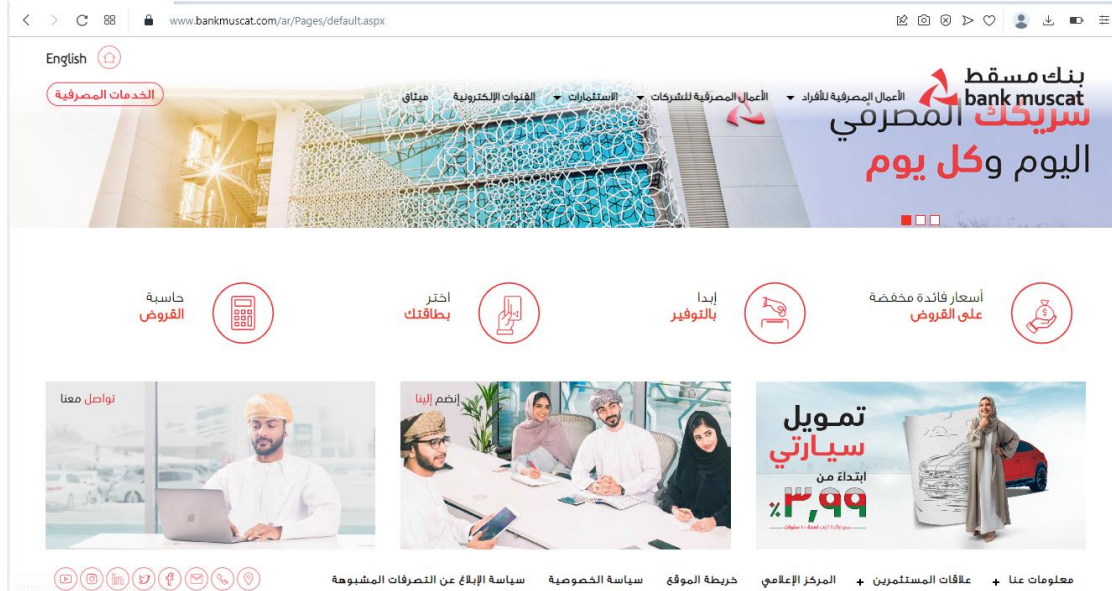 www.bankmuscat.com/ar/Pages/default.aspx
English
بنك مسقط
bank muscat
الأعمال المصرفية للأفراد
الأعمال المصرفية للشركات
الاستثمارات
القنوات الإلكترونية
ميثاق
الخدمات المصرفية
المصرفي
اليوم وكل يوم
أسعار فائدة مخفضة
على القروض
إبدا
بالتوفير
اختر
بطاقتك
حاسبة
القروض
تمويل
سيارتي
ابتداءً من
٣,٩٩٪
إنضم إلينا
تواصل معنا
معلومات عنا + علاقات المستثمرين + المركز الإعلامي خريطة الموقع سياسة الخصوصية سياسة الإبلاغ عن التصرفات المشبوهة